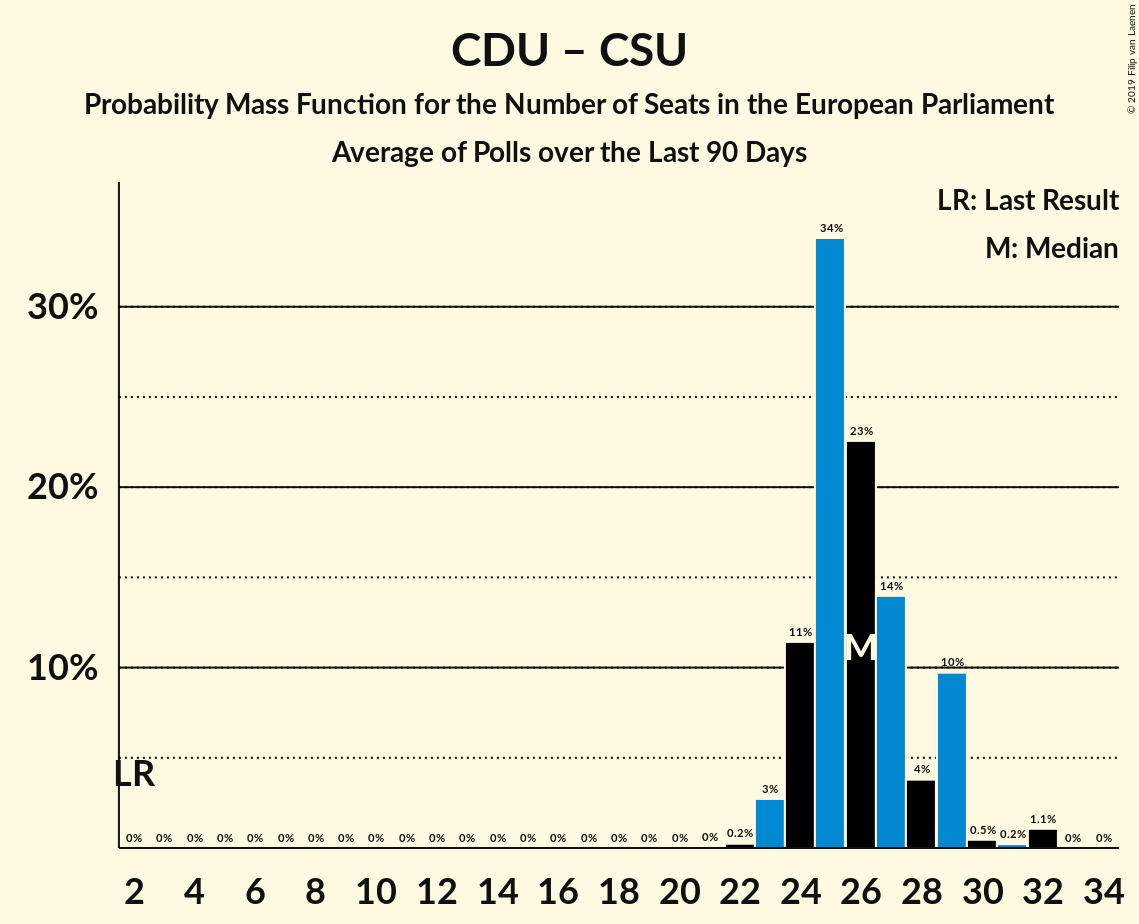 © 2019 Filip van Laenen
CDU – CSU
Probability Mass Function for the Number of Seats in the European Parliament
Average of Polls over the Last 90 Days
LR: Last Result
M: Median
34%
30%
23%
20%
14%
11%
M
10%
10%
LR
4%
3%
0% 0% 0% 0% 0% 0% 0% 0% 0% 0% 0% 0% 0% 0% 0% 0% 0% 0% 0% 0% 0.2% 0.5% 0.2% 1.1% 0% 0%
2 4 6 8 10 12 14 16 18 20 22 24 26 28 30 32 34